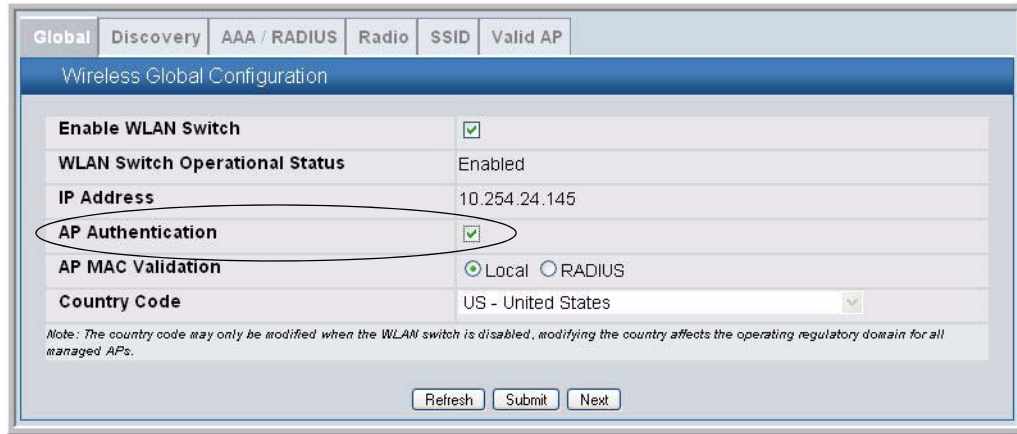 Global Discovery AAA / RADIUS Radio SSID Valid AP
Wireless Global Configuration
Enable WLAN Switch
WLAN Switch Operational Status Enabled
IP Address 10.254.24.145
AP Authentication
AP MAC Validation Local RADIUS
Country Code US - United States
Note: The country code may only be modified when the WLAN switch is disabled, modifying the country affects the operating regulatory domain for all
managed APs.
Refresh Submit Next